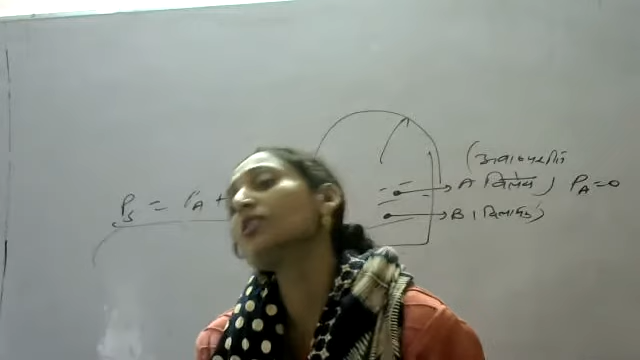 (अवाष्पशील
A विलेय) P_A = 0
P_s = P_A +
B (विलायक)